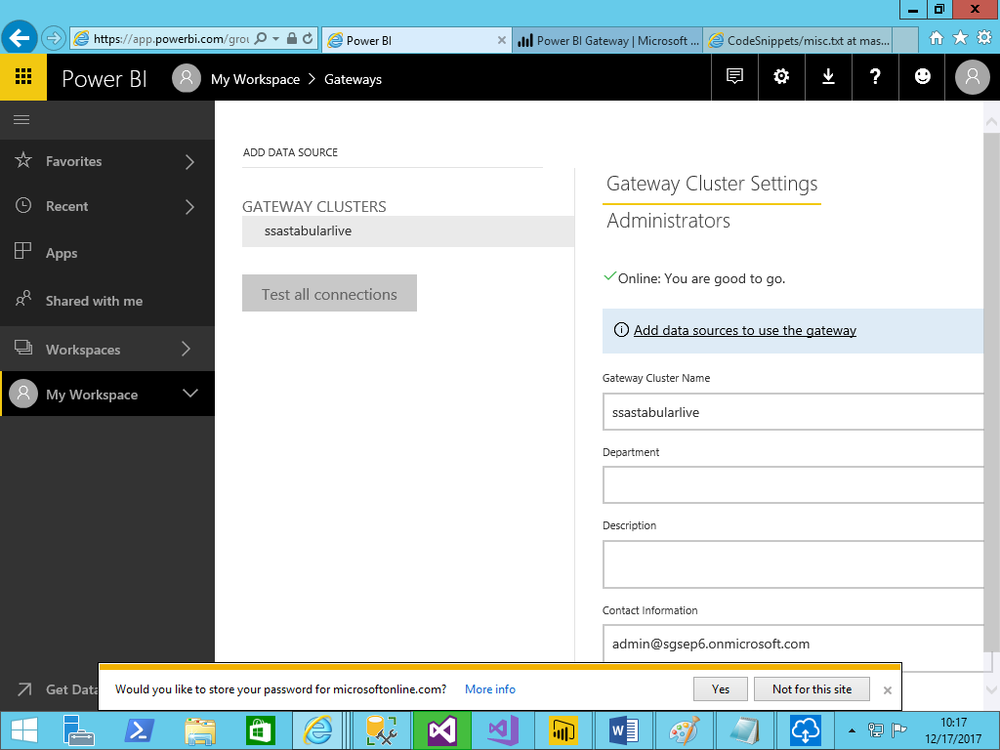 https://app.powerbi.com/grou
Power BI
Power BI Gateway | Microsoft ...
CodeSnippets/misc.txt at mas...
Power BI
My Workspace > Gateways
Favorites
Recent
Apps
Shared with me
Workspaces
My Workspace
Get Data
ADD DATA SOURCE
GATEWAY CLUSTERS
ssastabularlive
Test all connections
Gateway Cluster Settings
Administrators
Online: You are good to go.
Add data sources to use the gateway
Gateway Cluster Name
ssastabularlive
Department
Description
Contact Information
admin@sgsep6.onmicrosoft.com
Would you like to store your password for microsoftonline.com? More info
Yes
Not for this site
10:17
12/17/2017